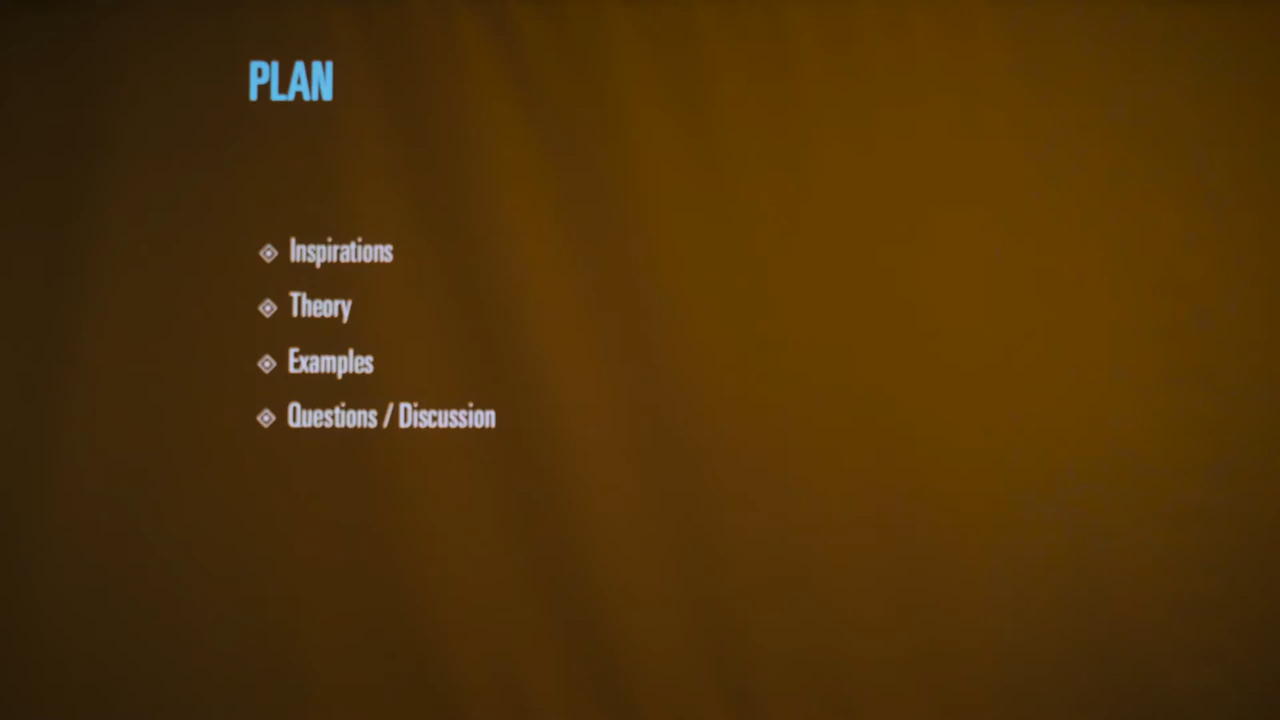 PLAN
Inspirations
Theory
Examples
Questions / Discussion